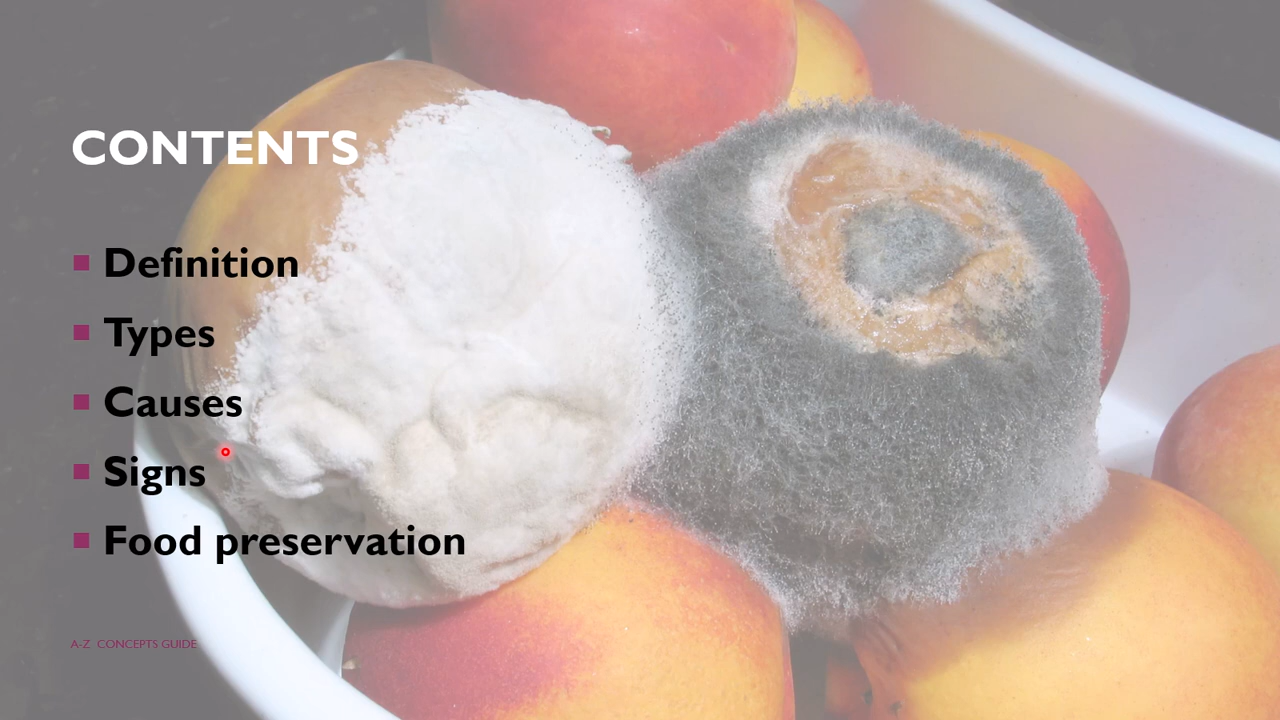 CONTENTS
Definition
Types
Causes
Signs
Food preservation
A-Z CONCEPTS GUIDE